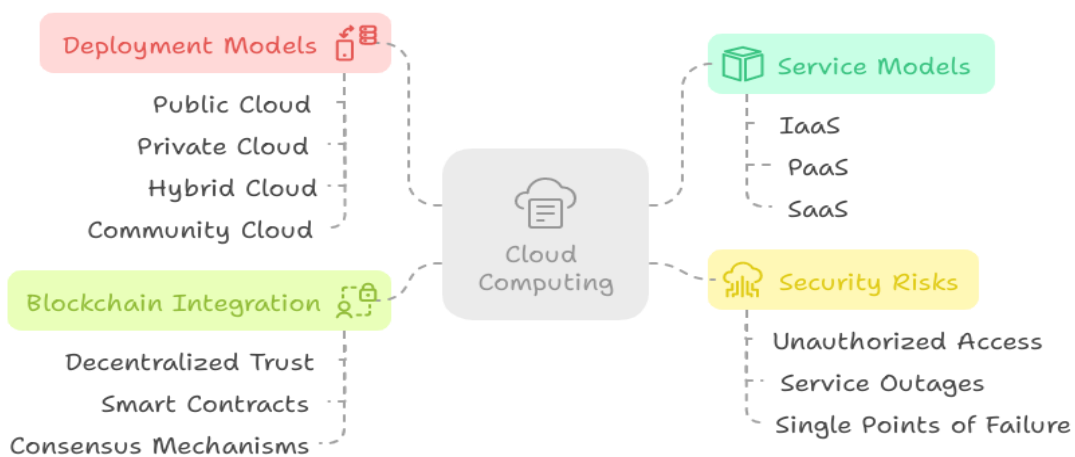 Deployment Models
Public Cloud
Private Cloud
Hybrid Cloud
Community Cloud
Blockchain Integration
Decentralized Trust
Smart Contracts
Consensus Mechanisms
Cloud
Computing
Service Models
IaaS
PaaS
SaaS
Security Risks
Unauthorized Access
Service Outages
Single Points of Failure